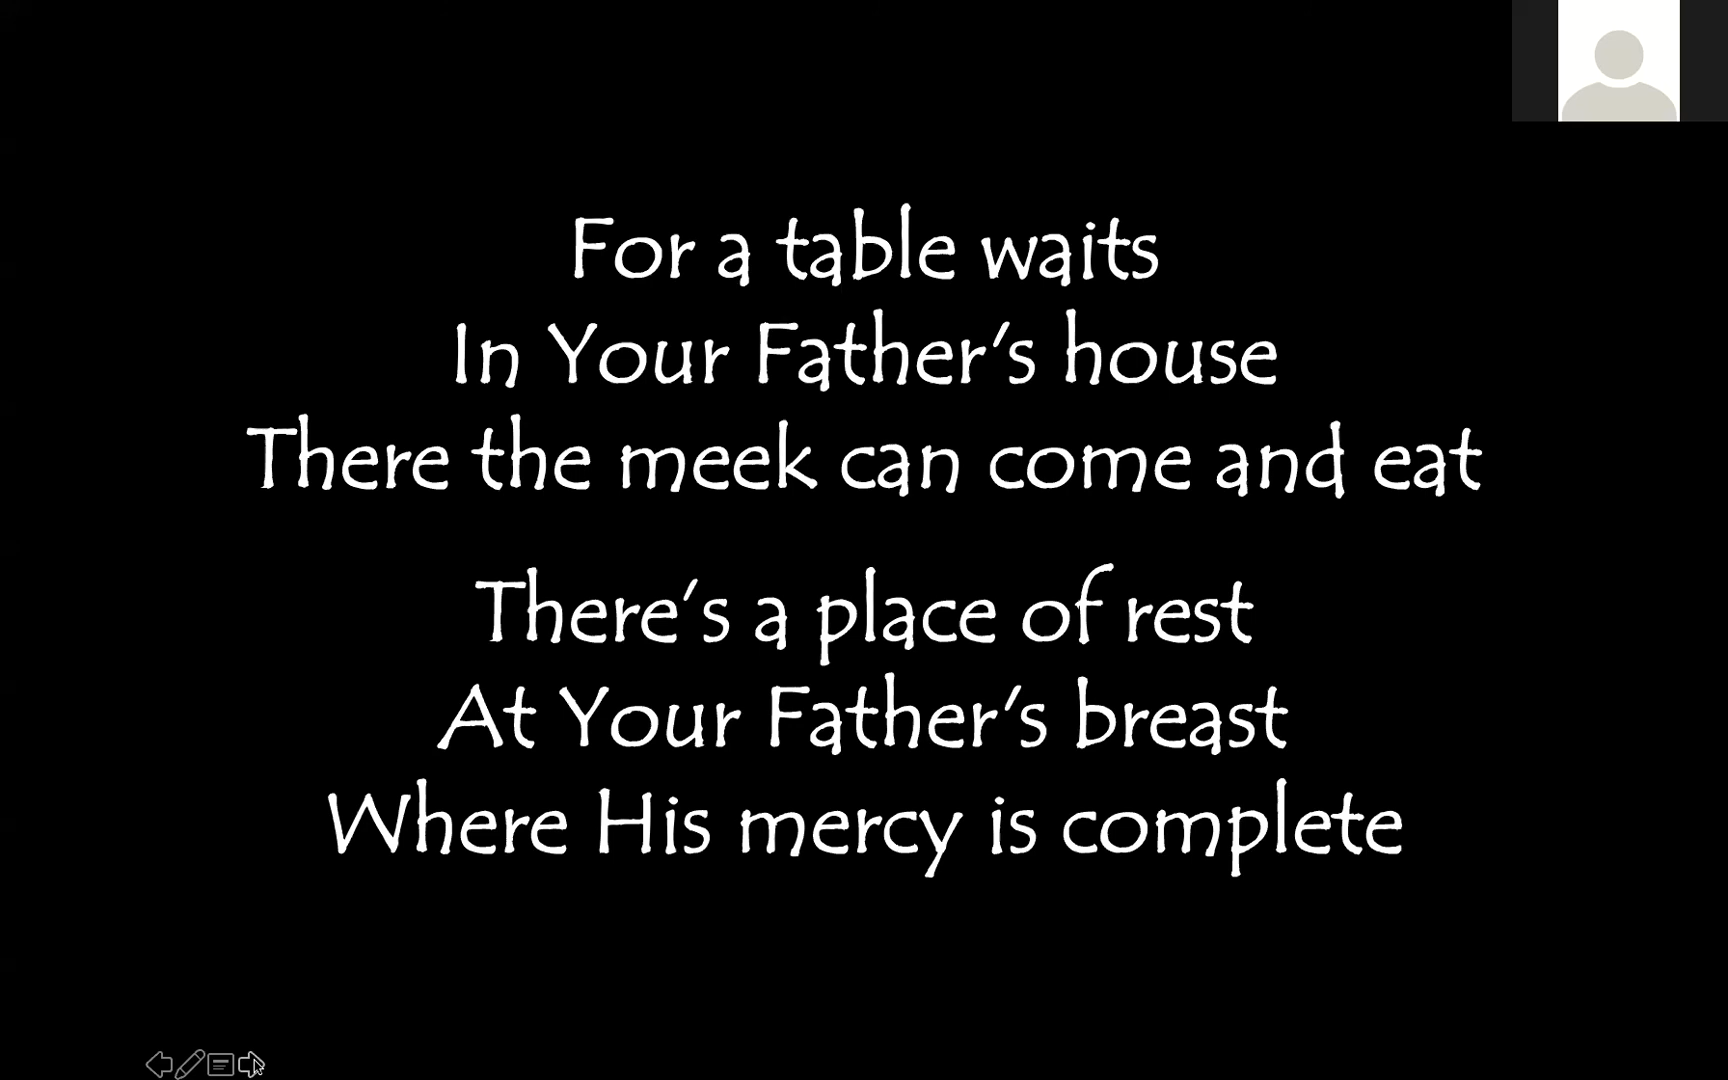 For a table waits
In Your Father's house
There the meek can come and eat
There's a place of rest
At Your Father's breast
Where His mercy is complete